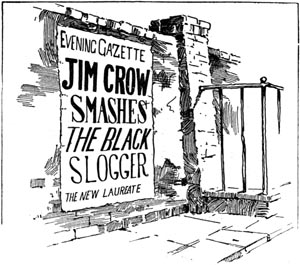 EVENING GAZETTE
JIM CROW
SMASHES
THE BLACK
SLOGGER
THE NEW LAUREATE